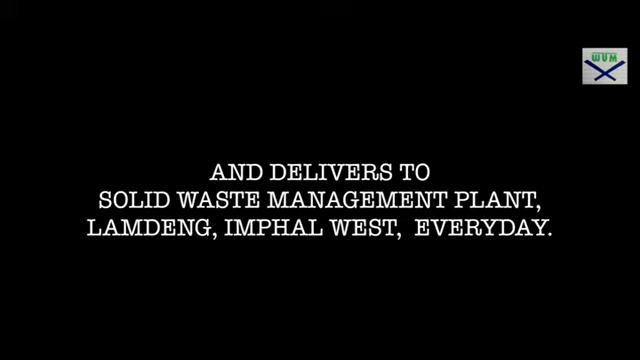 WUM
AND DELIVERS TO
SOLID WASTE MANAGEMENT PLANT,
LAMDENG, IMPHAL WEST, EVERYDAY.